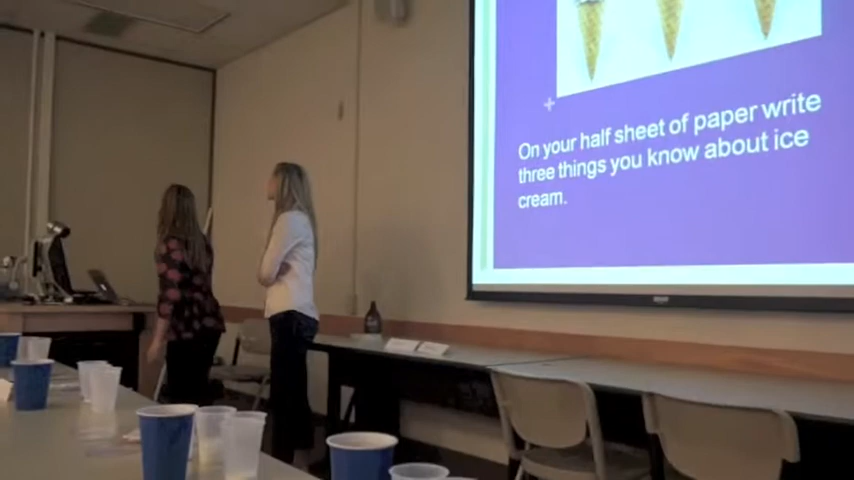 On your half sheet of paper write
three things you know about ice
cream.